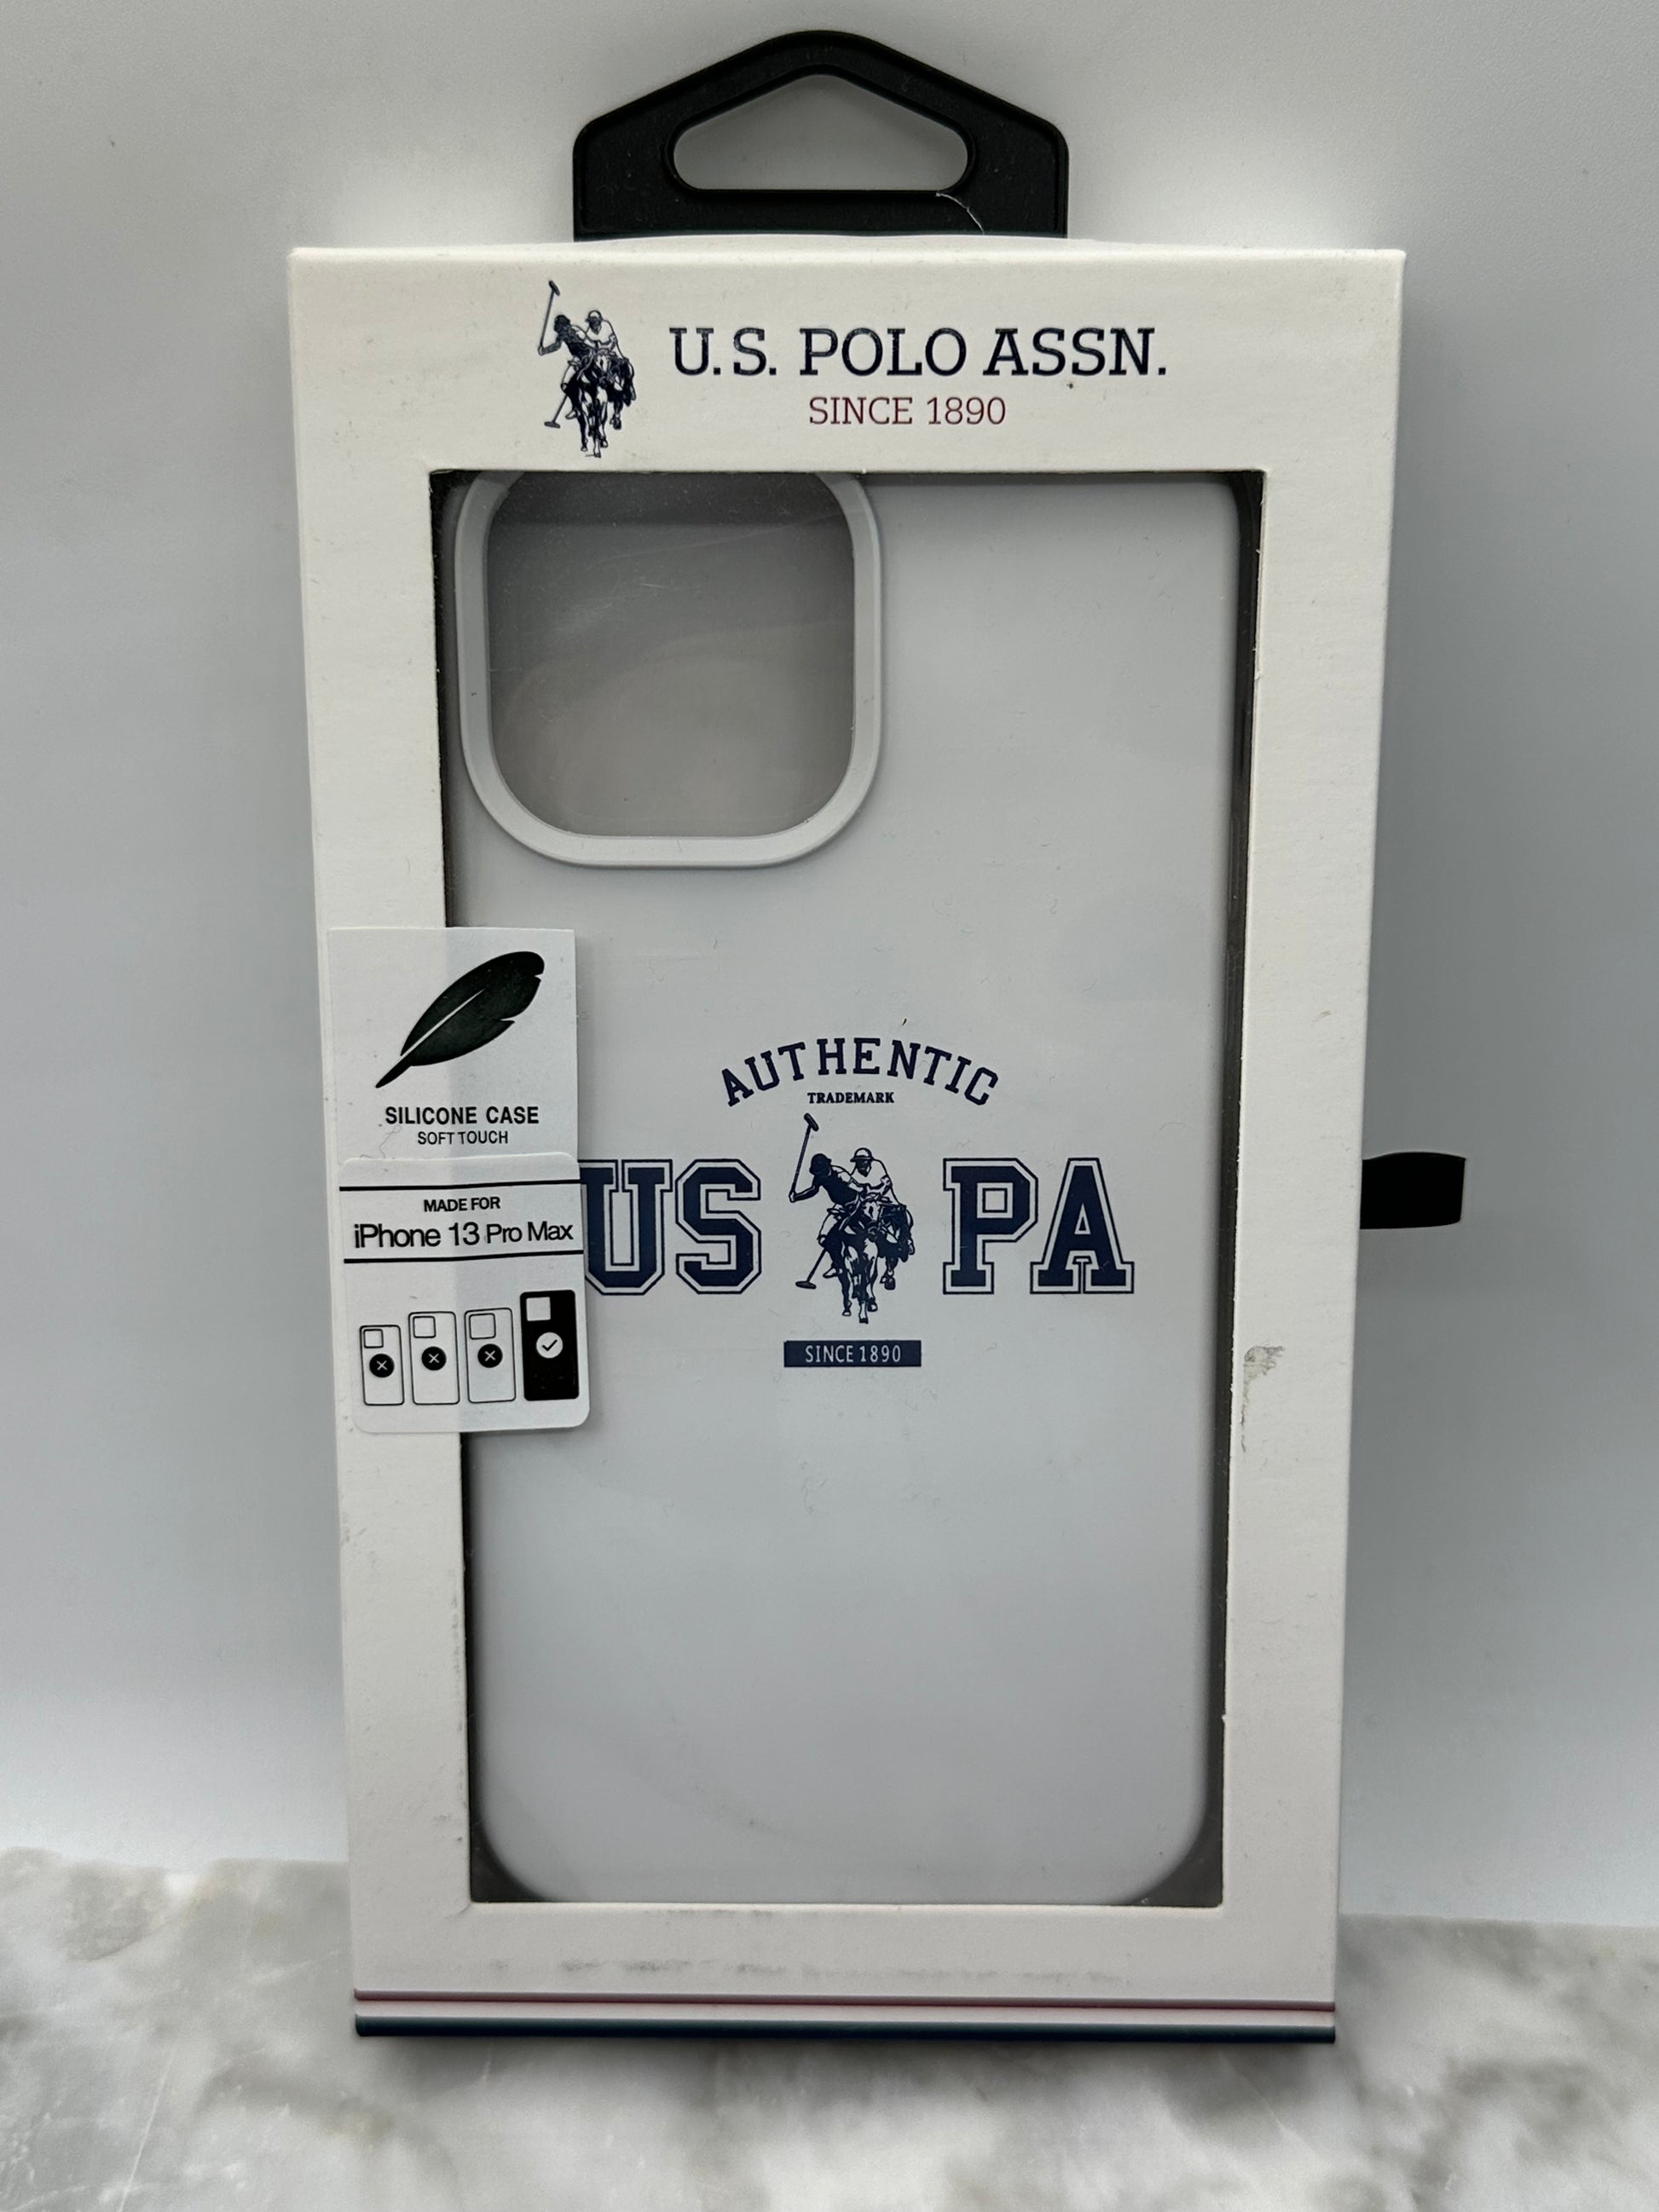 U.S. POLO ASSN.
SINCE 1890
SILICONE CASE
SOFT TOUCH
MADE FOR
iPhone 13 Pro Max
AUTHENTIC
TRADEMARK
US PA
SINCE 1890